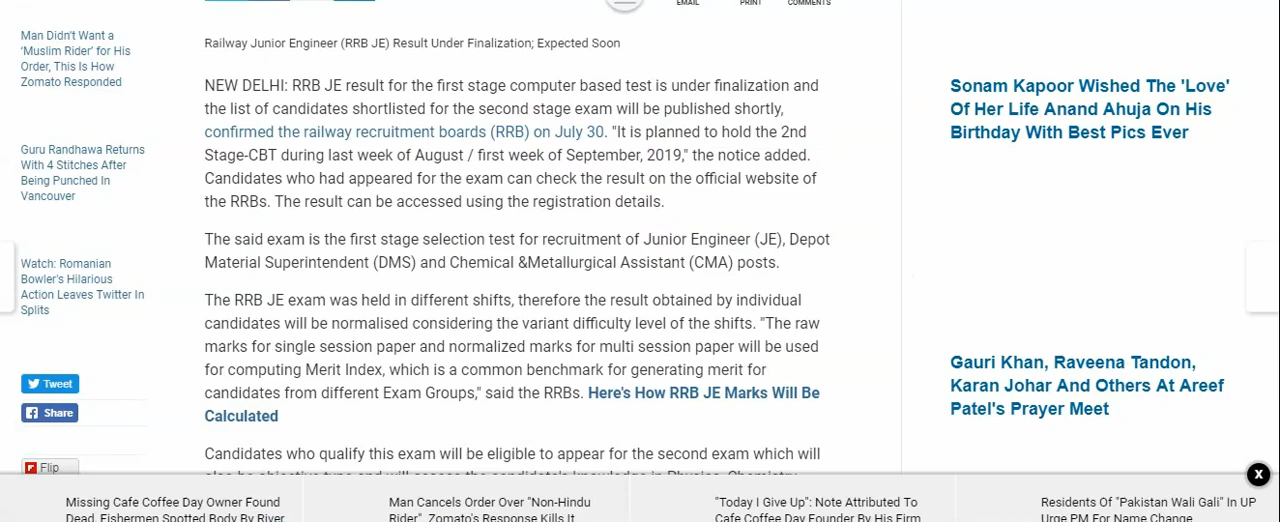 EMAIL
PRINT
COMMENTS
Man Didn't Want a
'Muslim Rider' for His
Order, This Is How
Zomato Responded
Guru Randhawa Returns
With 4 Stitches After
Being Punched In
Vancouver
Watch: Romanian
Bowler's Hilarious
Action Leaves Twitter In
Splits
Tweet
Share
Flip
Railway Junior Engineer (RRB JE) Result Under Finalization; Expected Soon
NEW DELHI: RRB JE result for the first stage computer based test is under finalization and
the list of candidates shortlisted for the second stage exam will be published shortly,
confirmed the railway recruitment boards (RRB) on July 30. "It is planned to hold the 2nd
Stage-CBT during last week of August / first week of September, 2019," the notice added.
Candidates who had appeared for the exam can check the result on the official website of
the RRBs. The result can be accessed using the registration details.
The said exam is the first stage selection test for recruitment of Junior Engineer (JE), Depot
Material Superintendent (DMS) and Chemical &Metallurgical Assistant (CMA) posts.
The RRB JE exam was held in different shifts, therefore the result obtained by individual
candidates will be normalised considering the variant difficulty level of the shifts. "The raw
marks for single session paper and normalized marks for multi session paper will be used
for computing Merit Index, which is a common benchmark for generating merit for
candidates from different Exam Groups," said the RRBs. Here's How RRB JE Marks Will Be
Calculated
Candidates who qualify this exam will be eligible to appear for the second exam which will
also be objective type and will assess the candidate's knowledge in Physics, Chemistry,
Sonam Kapoor Wished The 'Love'
Of Her Life Anand Ahuja On His
Birthday With Best Pics Ever
Gauri Khan, Raveena Tandon,
Karan Johar And Others At Areef
Patel's Prayer Meet
X
Missing Cafe Coffee Day Owner Found
Dead, Fishermen Spotted Body By River
Man Cancels Order Over "Non-Hindu
Rider", Zomato's Response Kills It
"Today I Give Up": Note Attributed To
Cafe Coffee Day Founder By His Firm
Residents Of "Pakistan Wali Gali" In UP
Urge PM For Name Change